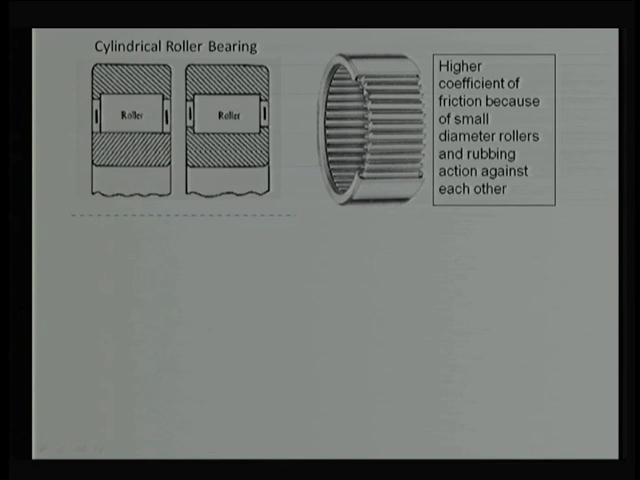 Cylindrical Roller Bearing
Roller
Roller
Higher
coefficient of
friction because
of small
diameter rollers
and rubbing
action against
each other